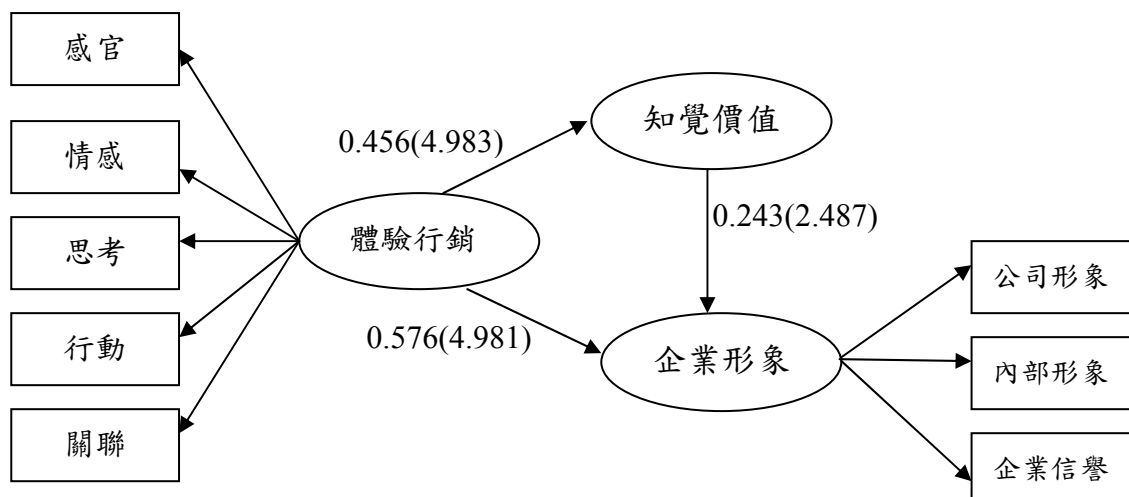 感官
情感
思考
行動
關聯
體驗行銷
0.456(4.983)
0.576(4.981)
知覺價值
0.243(2.487)
企業形象
公司形象
內部形象
企業信譽